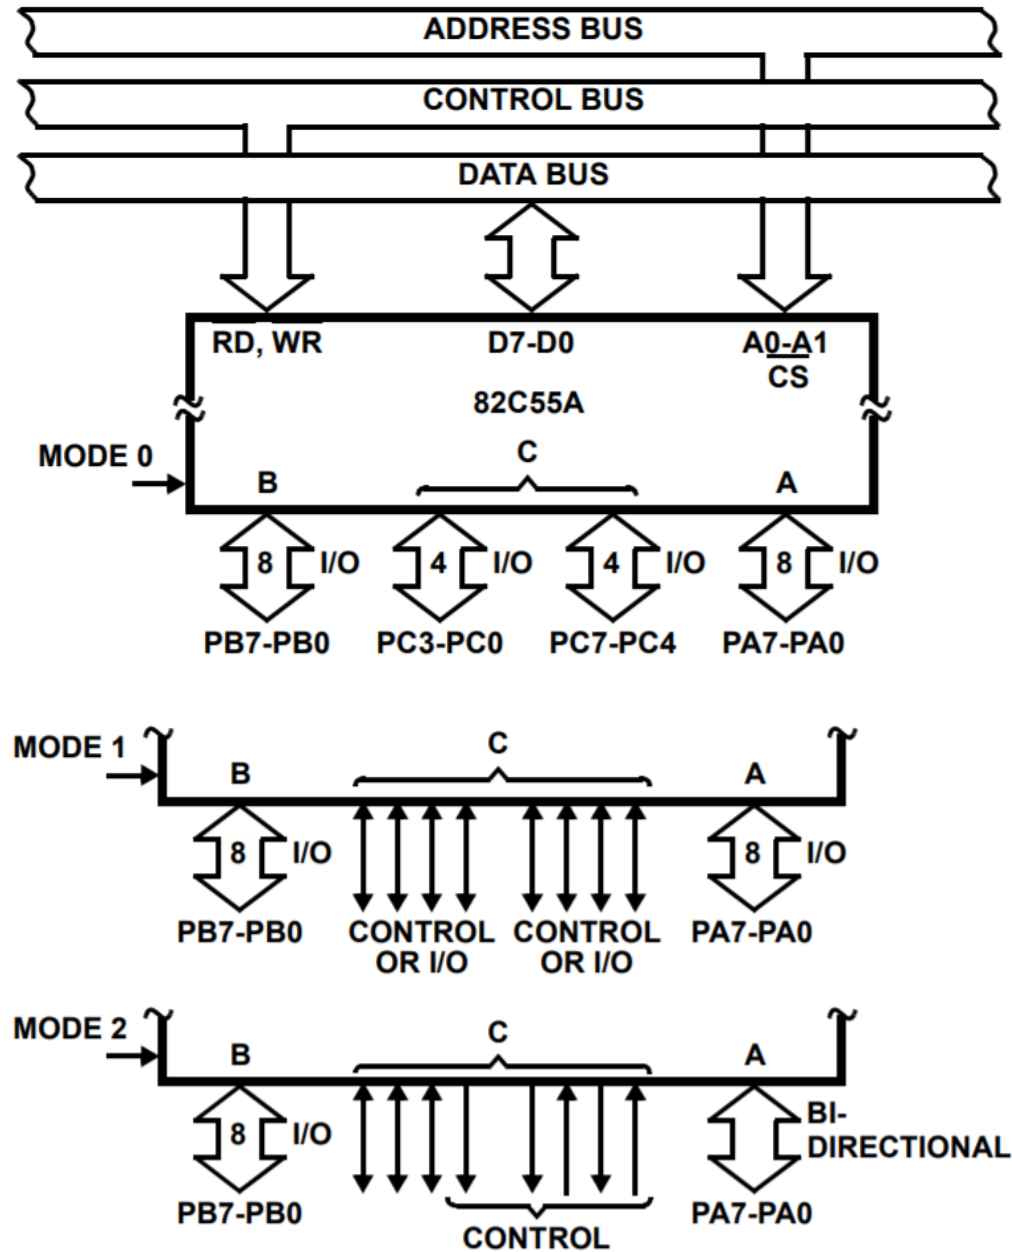 ADDRESS BUS
CONTROL BUS
DATA BUS
RD, WR D7-D0 A0-A1
CS
82C55A
MODE 0
C
B A
8 I/O 4 I/O 4 I/O 8 I/O
PB7-PB0 PC3-PC0 PC7-PC4 PA7-PA0
MODE 1
C
B A
8 I/O 8 I/O
PB7-PB0 CONTROL OR I/O CONTROL OR I/O PA7-PA0
MODE 2
C
B A
8 I/O BI-DIRECTIONAL
PB7-PB0 PA7-PA0
CONTROL